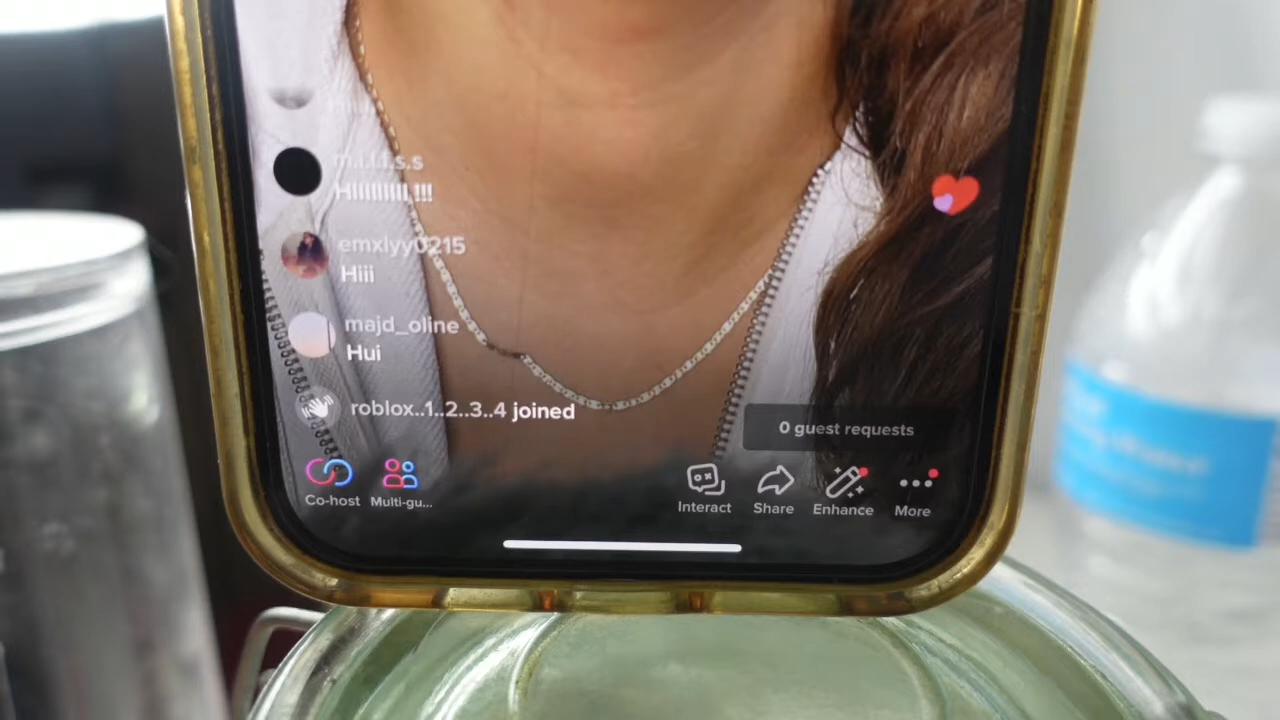 m.i.l.f.s.s
HIIIIIIII,!!!
emxlyy0215
Hiii
majd_oline
Hui
roblox..1..2..3..4 joined
0 guest requests
Co-host
Multi-gu...
Interact
Share
Enhance
More